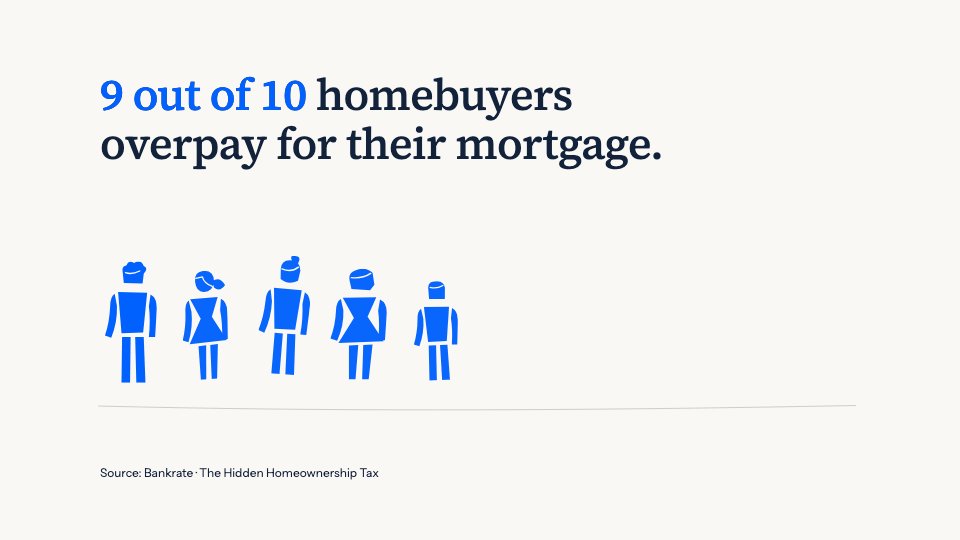 9 out of 10 homebuyers
overpay for their mortgage.
Source: Bankrate · The Hidden Homeownership Tax